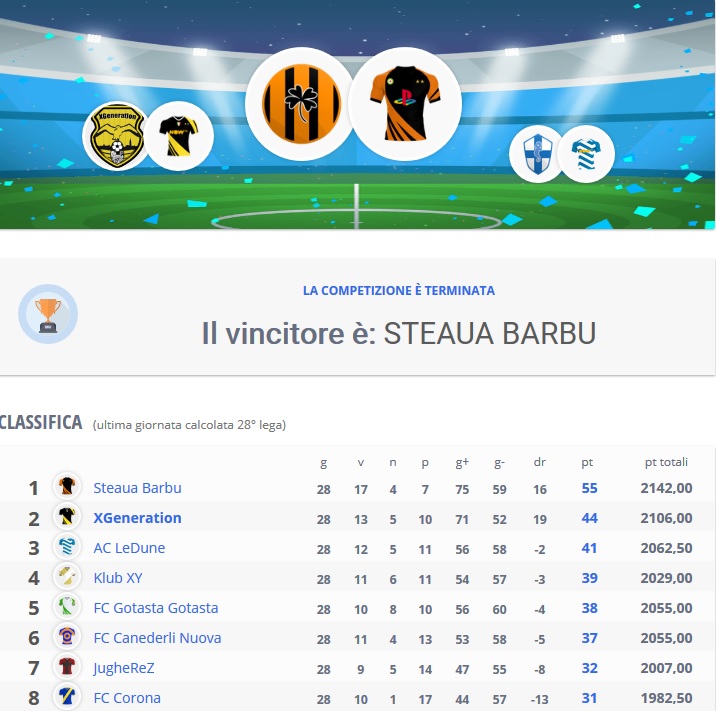 XGeneration
NOW
LA COMPETIZIONE È TERMINATA
Il vincitore è: STEAUA BARBU
CLASSIFICA (ultima giornata calcolata 28° lega)
g v n p g+ g- dr pt pt totali
1 Steaua Barbu 28 17 4 7 75 59 16 55 2142,00
2 XGeneration 28 13 5 10 71 52 19 44 2106,00
3 AC LeDune 28 12 5 11 56 58 -2 41 2062,50
4 Klub XY 28 11 6 11 54 57 -3 39 2029,00
5 FC Gotasta Gotasta 28 10 8 10 56 60 -4 38 2055,00
6 FC Canederli Nuova 28 11 4 13 53 58 -5 37 2055,00
7 JugheReZ 28 9 5 14 47 55 -8 32 2007,00
8 FC Corona 28 10 1 17 44 57 -13 31 1982,50